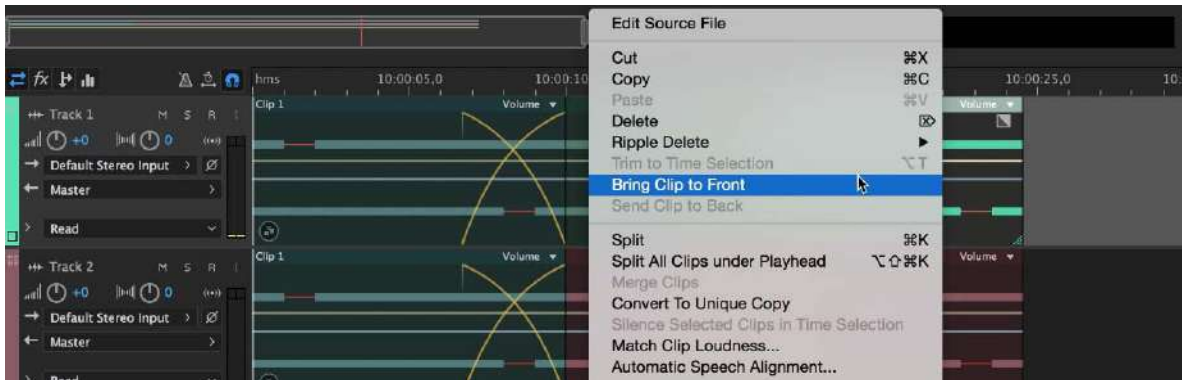 Edit Source File
Cut ⌘X
Copy ⌘C
Paste ⌘V
Delete ⌦
Ripple Delete ▶
Trim to Time Selection ⌥T
Bring Clip to Front
Send Clip to Back
Split ⌘K
Split All Clips under Playhead ⌥⇧⌘K
Merge Clips
Convert To Unique Copy
Silence Selected Clips in Time Selection
Match Clip Loudness...
Automatic Speech Alignment...
fx
hms 10:00:05,0 10:00:10 10:00:25,0 10:
Track 1 M S R I
+0 0
Default Stereo Input
Master
Read
Clip 1 Volume
Volume
Track 2 M S R I
+0 0
Default Stereo Input
Master
Read
Clip 1 Volume
Volume